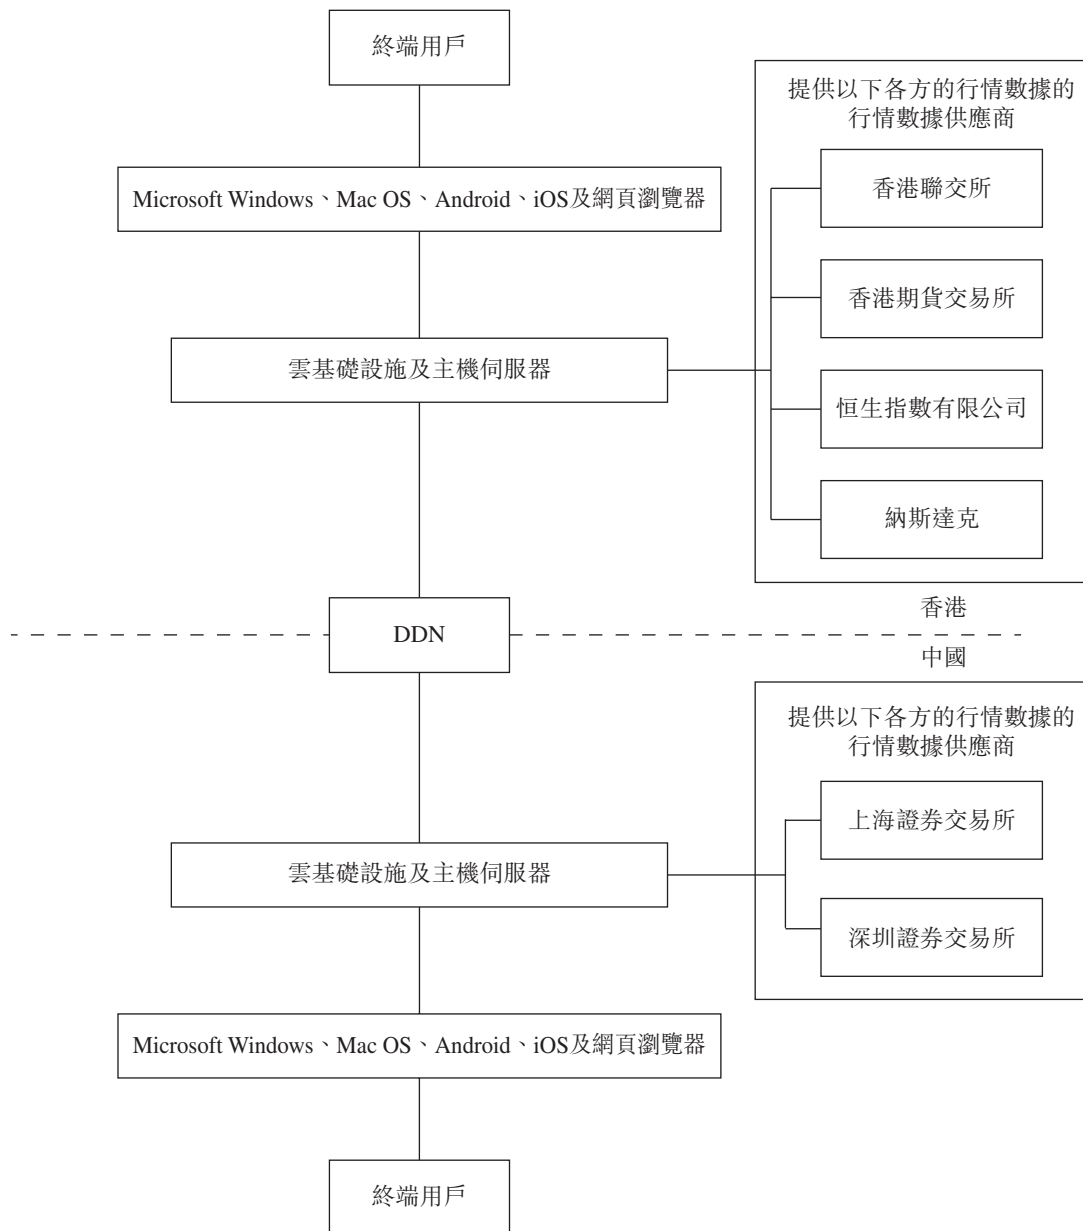 終端用戶
提供以下各方的行情數據的
行情數據供應商
Microsoft Windows、Mac OS、Android、iOS及網頁瀏覽器
香港聯交所
香港期貨交易所
雲基礎設施及主機伺服器
恒生指數有限公司
納斯達克
香港
DDN
中國
提供以下各方的行情數據的
行情數據供應商
上海證券交易所
雲基礎設施及主機伺服器
深圳證券交易所
Microsoft Windows、Mac OS、Android、iOS及網頁瀏覽器
終端用戶